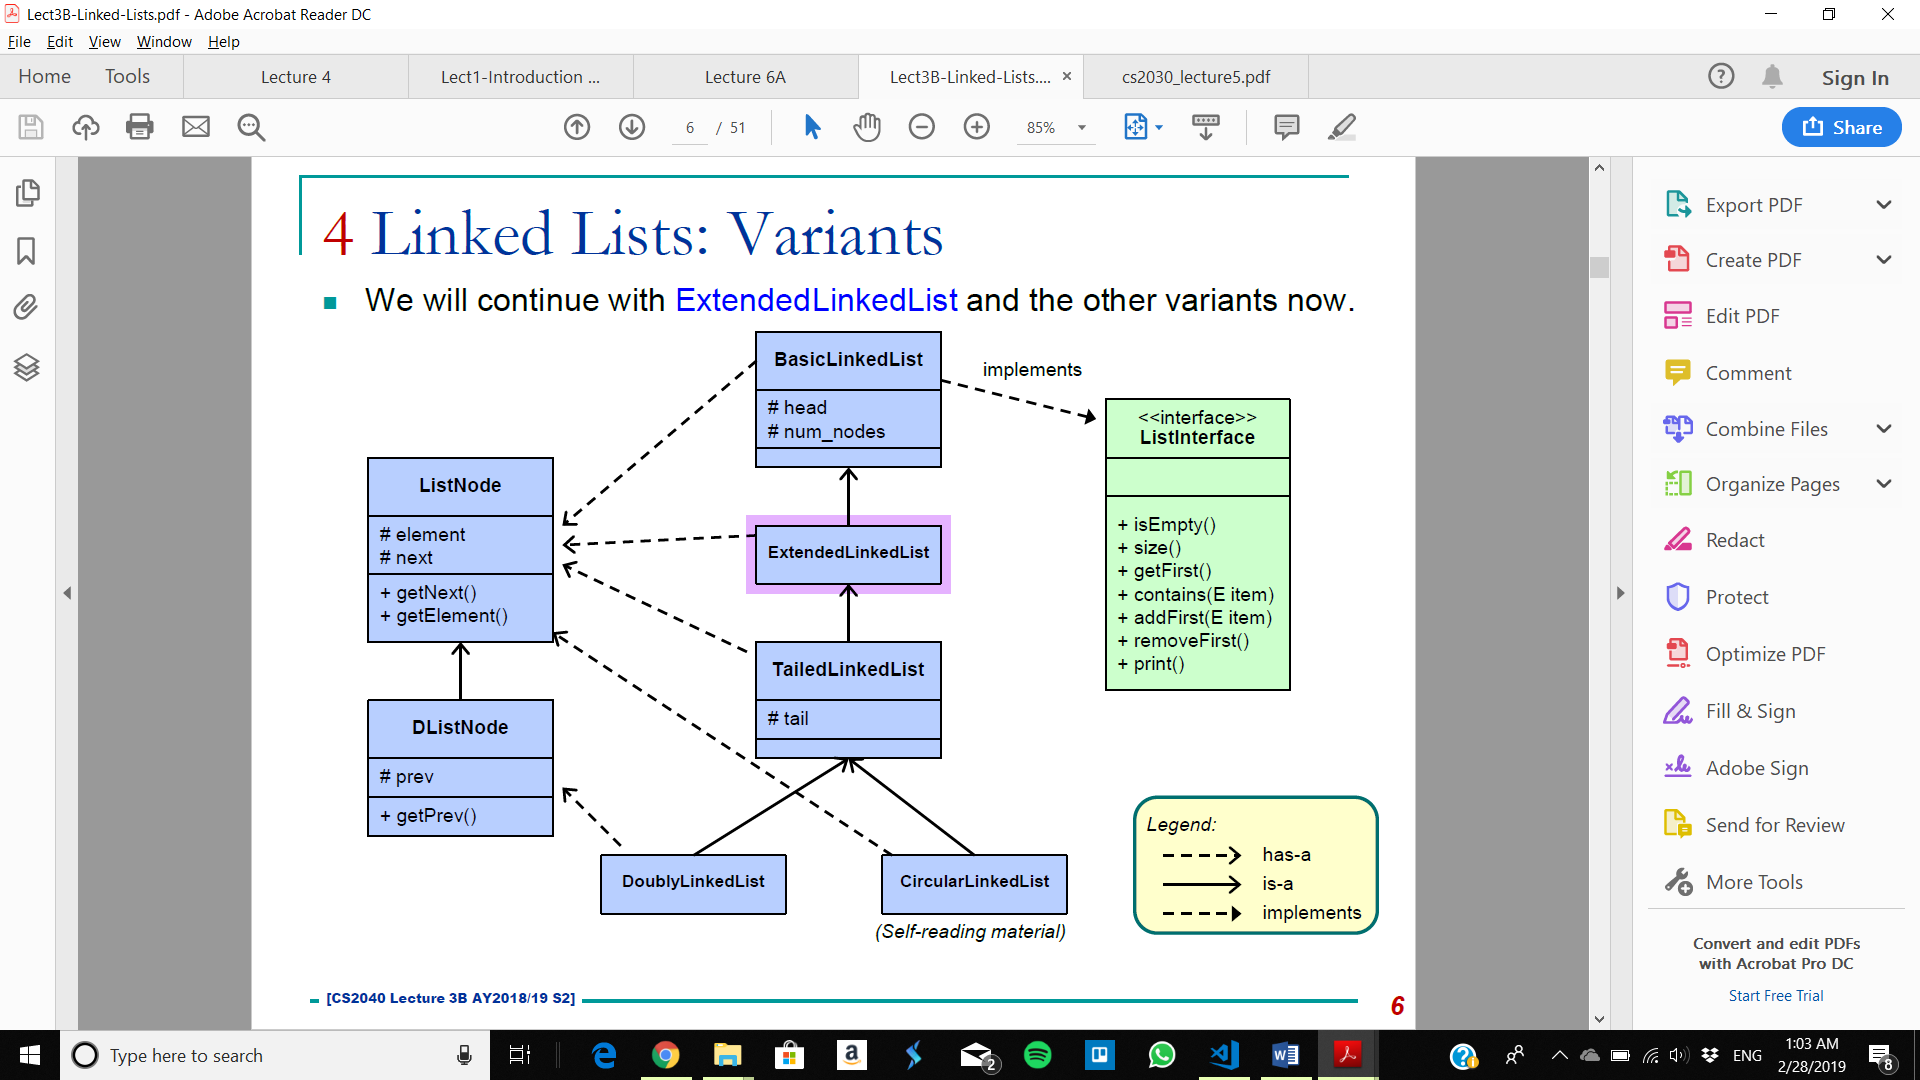 Lect3B-Linked-Lists.pdf - Adobe Acrobat Reader DC
File Edit View Window Help
Home Tools Lecture 4 Lect1-Introduction ... Lecture 6A Lect3B-Linked-Lists.... × cs2030_lecture5.pdf Sign In
6 / 51 85% Share
4 Linked Lists: Variants
We will continue with ExtendedLinkedList and the other variants now.
BasicLinkedList
# head
# num_nodes
implements
<<interface>>
ListInterface
+ isEmpty()
+ size()
+ getFirst()
+ contains(E item)
+ addFirst(E item)
+ removeFirst()
+ print()
ListNode
# element
# next
+ getNext()
+ getElement()
ExtendedLinkedList
TailedLinkedList
# tail
DListNode
# prev
+ getPrev()
DoublyLinkedList
CircularLinkedList
(Self-reading material)
Legend:
has-a
is-a
implements
[CS2040 Lecture 3B AY2018/19 S2]
6
Export PDF
Create PDF
Edit PDF
Comment
Combine Files
Organize Pages
Redact
Protect
Optimize PDF
Fill & Sign
Adobe Sign
Send for Review
More Tools
Convert and edit PDFs
with Acrobat Pro DC
Start Free Trial
Type here to search
2
ENG
1:03 AM
2/28/2019
8